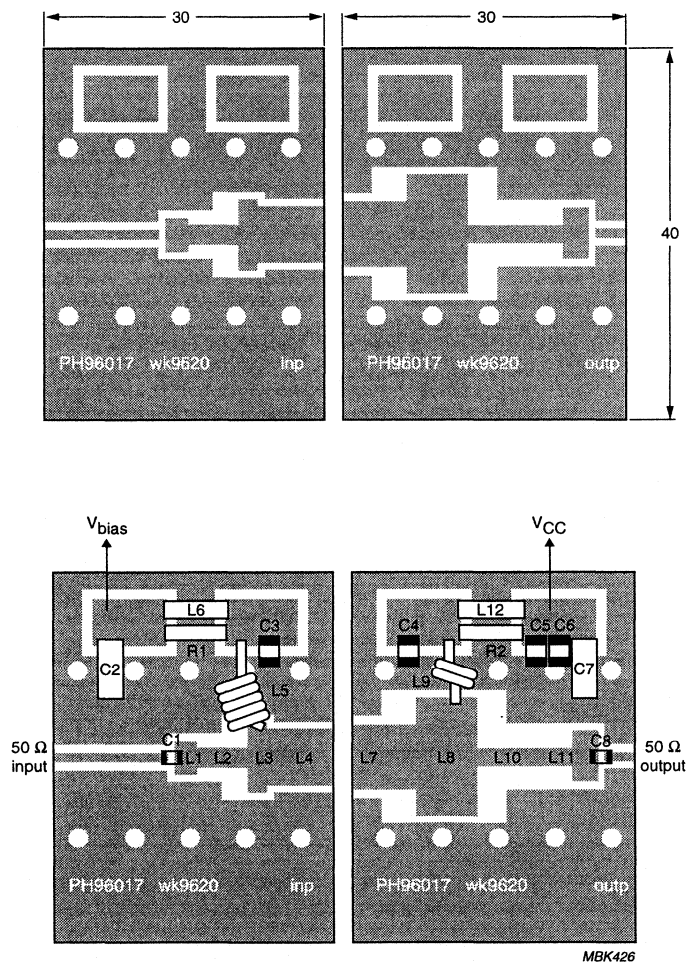 30 30
40
PH96017 wk9620 inp
PH96017 wk9620 outp
Vbias VCC
L6 L12
C3 C4 C5 C6
R1 R2
C2 C7
L5 L9
C1 C8
50 Ω input
L1 L2 L3 L4 L7 L8 L10 L11
50 Ω output
PH96017 wk9620 inp
PH96017 wk9620 outp
MBK426